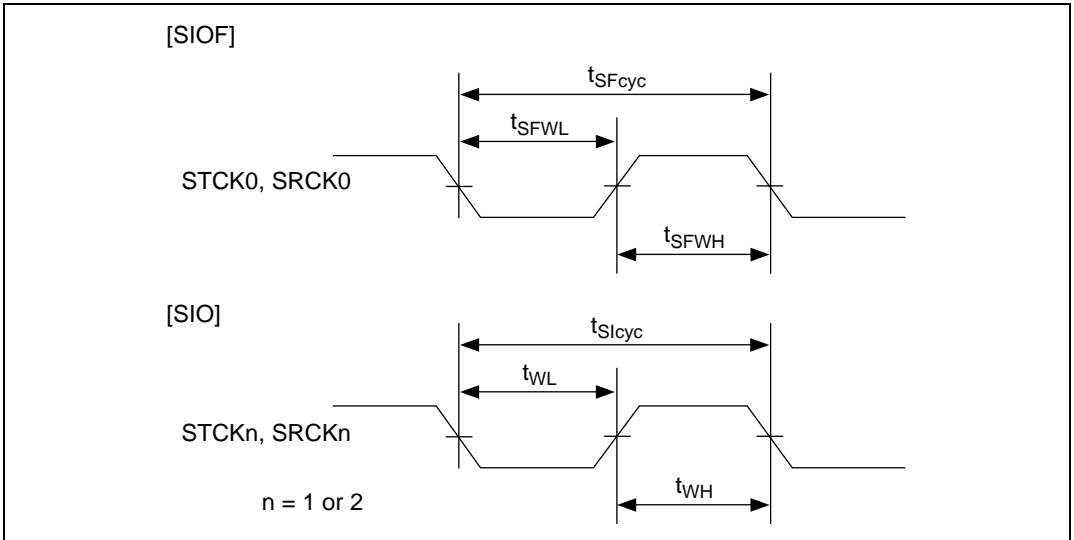 [SIOF]
tSFcyc
tSFWL
STCK0, SRCK0
tSFWH
[SIO]
tSIcyc
tWL
STCKn, SRCKn
tWH
n = 1 or 2